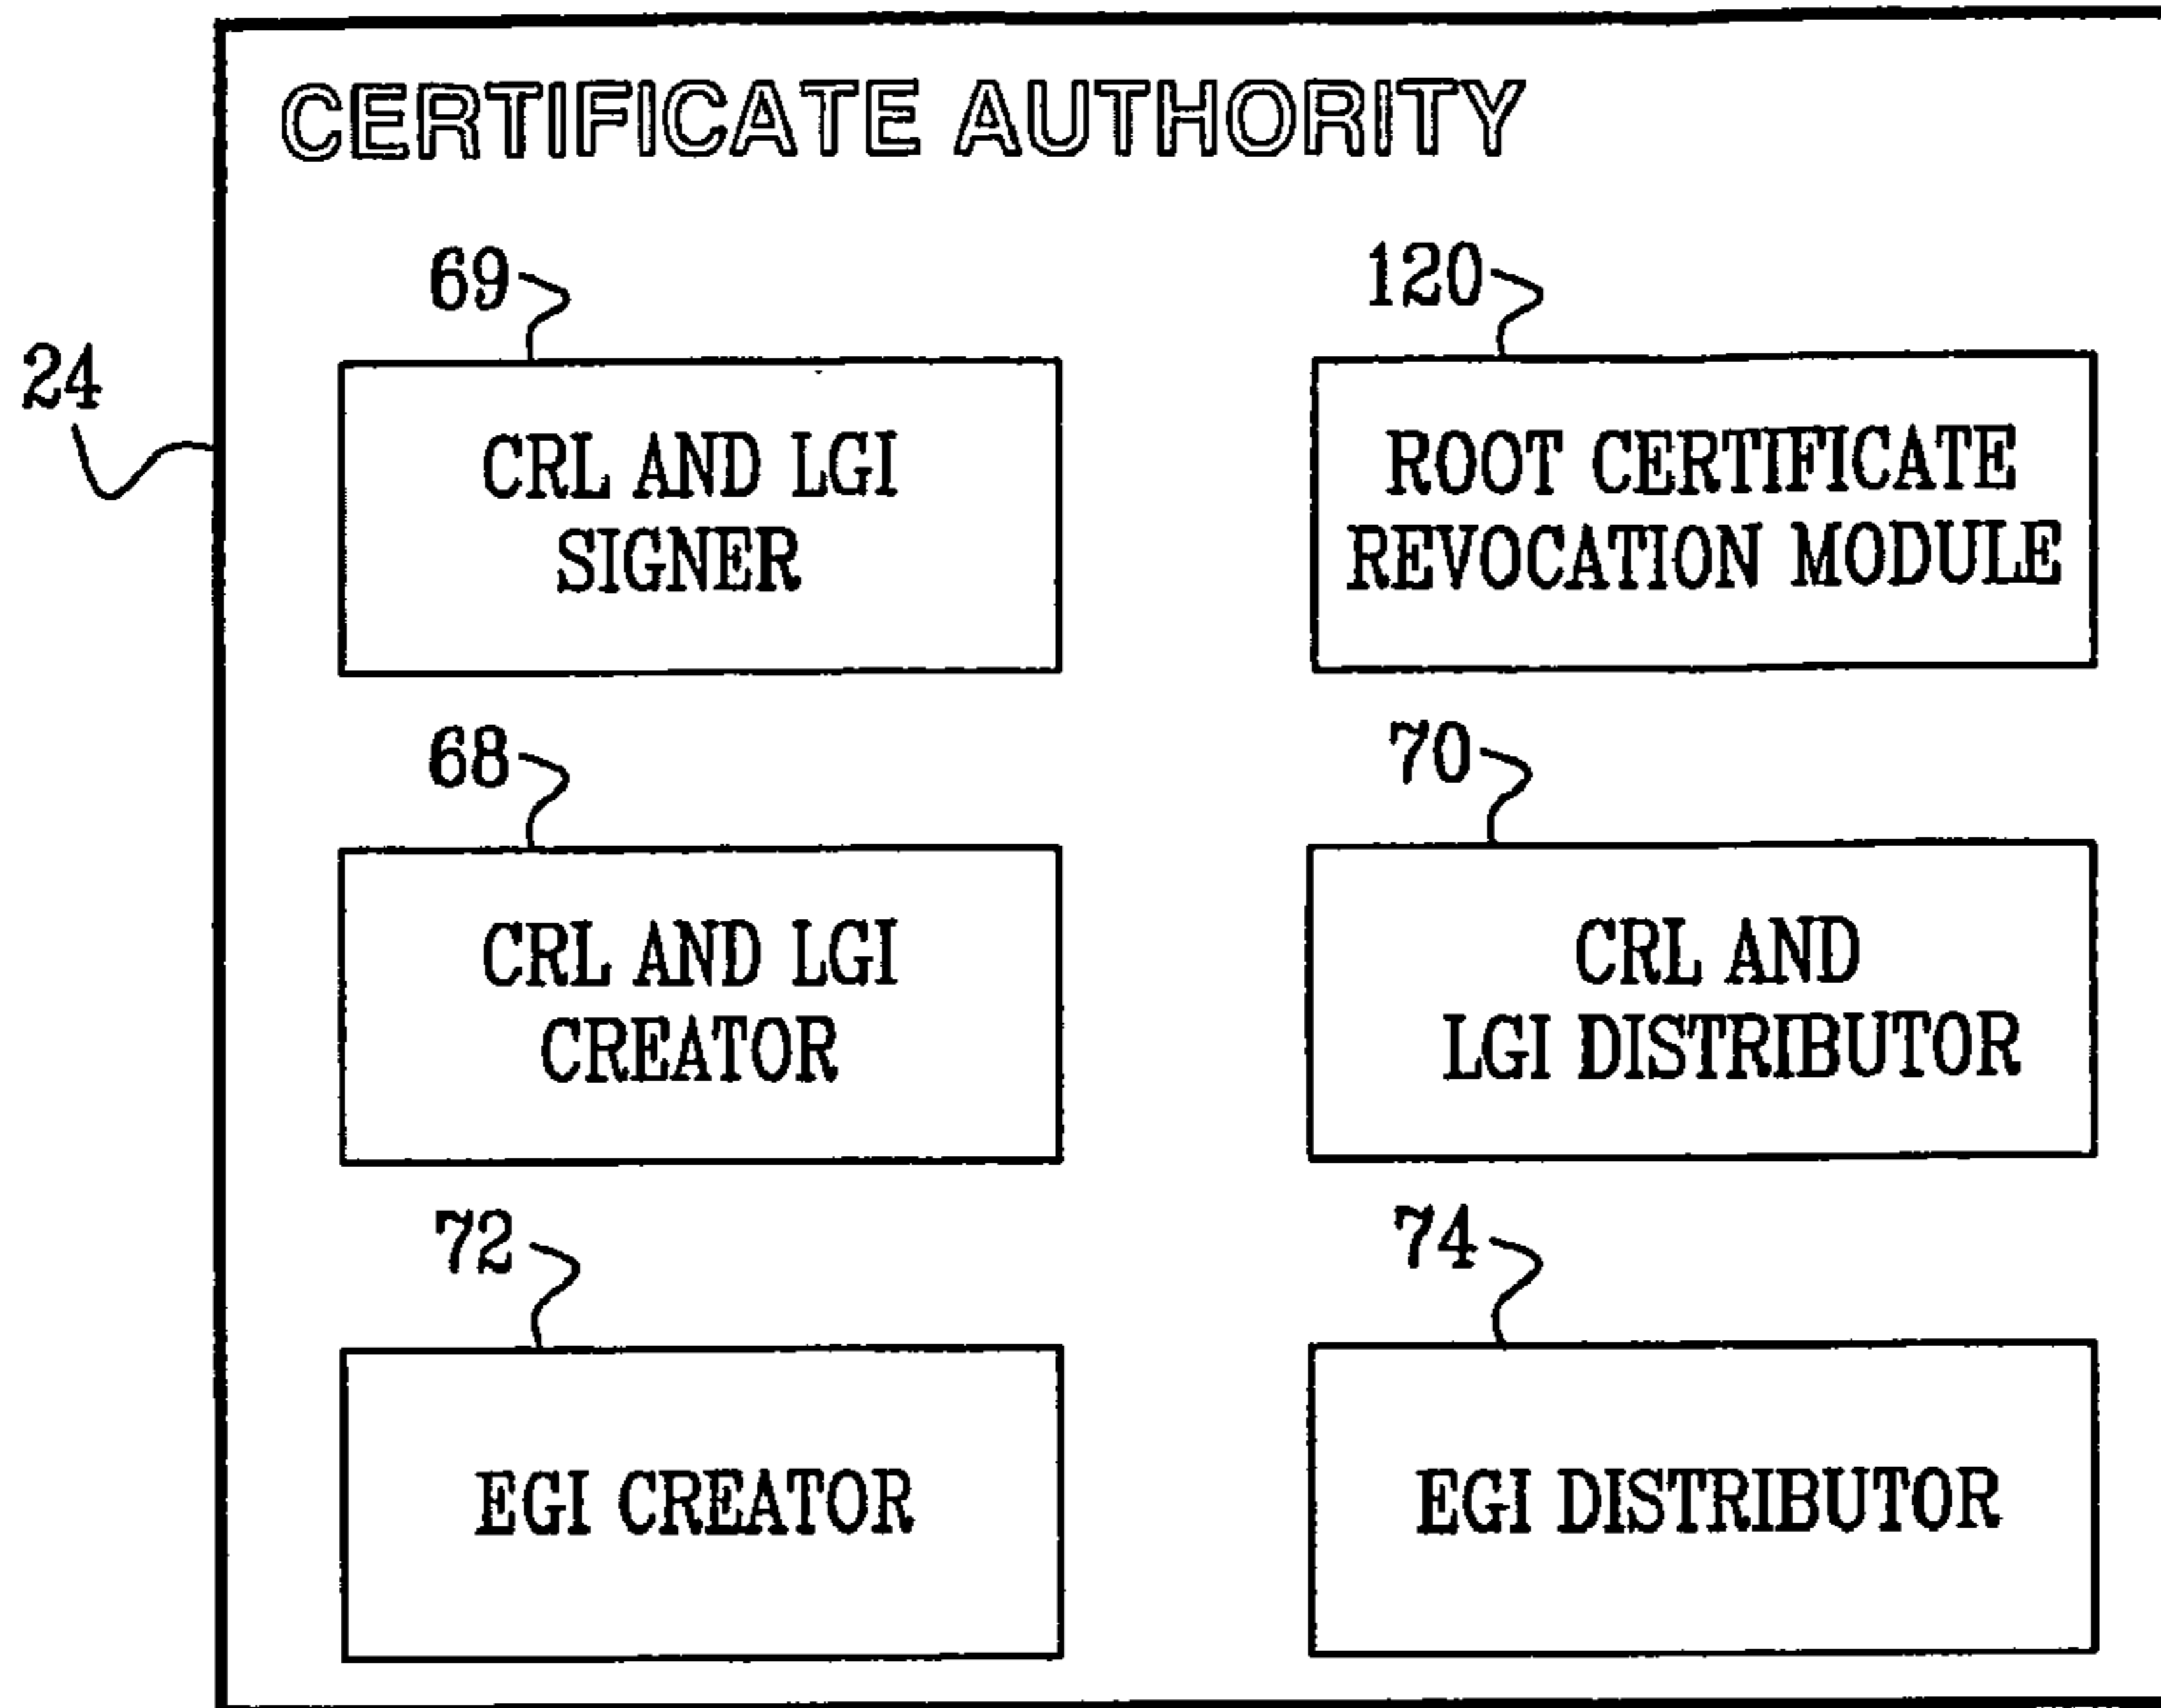 CERTIFICATE AUTHORITY
24
69
CRL AND LGI
SIGNER
120
ROOT CERTIFICATE
REVOCATION MODULE
68
CRL AND LGI
CREATOR
70
CRL AND
LGI DISTRIBUTOR
72
EGI CREATOR
74
EGI DISTRIBUTOR